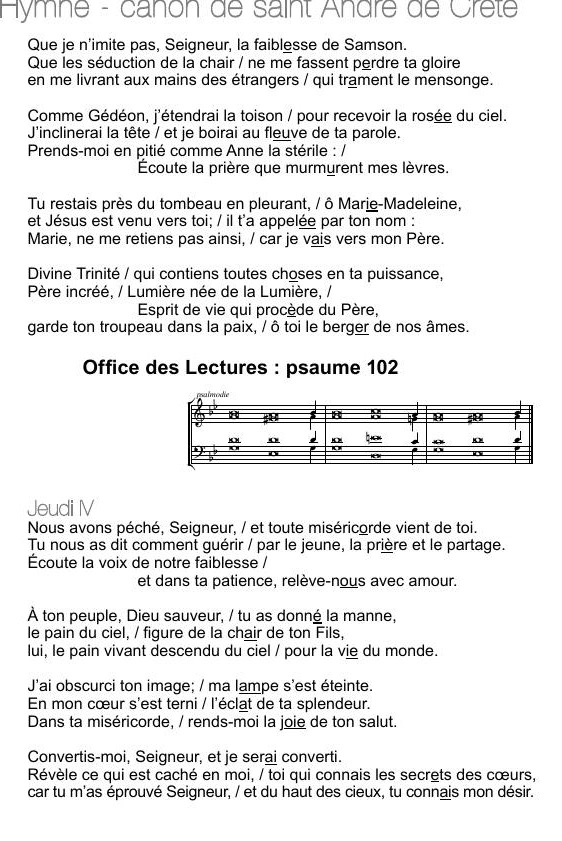 Hymne - canon de saint André de Crète
Que je n'imite pas, Seigneur, la faiblesse de Samson.
Que les séduction de la chair / ne me fassent perdre ta gloire
en me livrant aux mains des étrangers / qui trament le mensonge.
Comme Gédéon, j'étendrai la toison / pour recevoir la rosée du ciel.
J'inclinerai la tête / et je boirai au fleuve de ta parole.
Prends-moi en pitié comme Anne la stérile : /
Écoute la prière que murmurent mes lèvres.
Tu restais près du tombeau en pleurant, / ô Marie-Madeleine,
et Jésus est venu vers toi; / il t'a appelée par ton nom :
Marie, ne me retiens pas ainsi, / car je vais vers mon Père.
Divine Trinité / qui contiens toutes choses en ta puissance,
Père incréé, / Lumière née de la Lumière, /
Esprit de vie qui procède du Père,
garde ton troupeau dans la paix, / ô toi le berger de nos âmes.
Office des Lectures : psaume 102
psalmodie
Jeudi IV
Nous avons péché, Seigneur, / et toute miséricorde vient de toi.
Tu nous as dit comment guérir / par le jeune, la prière et le partage.
Écoute la voix de notre faiblesse /
et dans ta patience, relève-nous avec amour.
À ton peuple, Dieu sauveur, / tu as donné la manne,
le pain du ciel, / figure de la chair de ton Fils,
lui, le pain vivant descendu du ciel / pour la vie du monde.
J'ai obscurci ton image; / ma lampe s'est éteinte.
En mon cœur s'est terni / l'éclat de ta splendeur.
Dans ta miséricorde, / rends-moi la joie de ton salut.
Convertis-moi, Seigneur, et je serai converti.
Révèle ce qui est caché en moi, / toi qui connais les secrets des cœurs,
car tu m'as éprouvé Seigneur, / et du haut des cieux, tu connais mon désir.